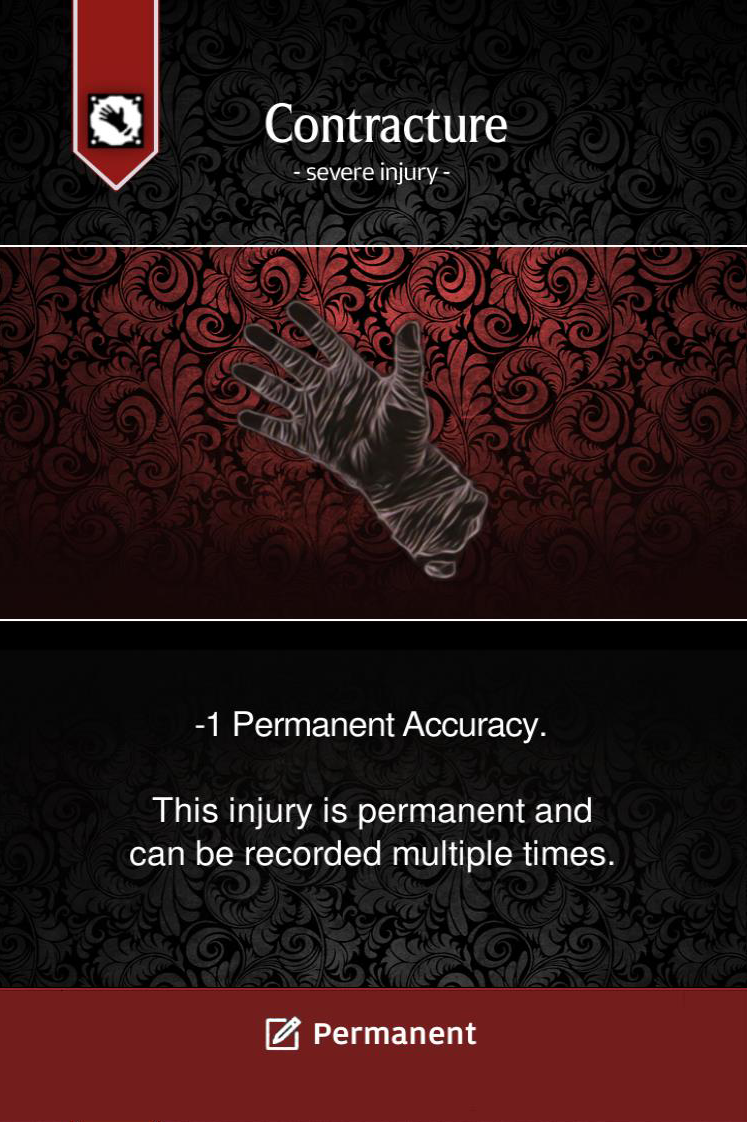 Contracture
- severe injury -
-1 Permanent Accuracy.
This injury is permanent and
can be recorded multiple times.
Permanent